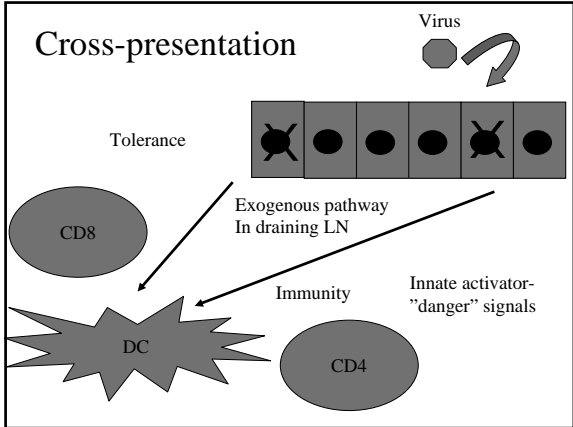 Cross-presentation
Virus
Tolerance
Exogenous pathway
In draining LN
CD8
Immunity
Innate activator-
”danger” signals
DC
CD4